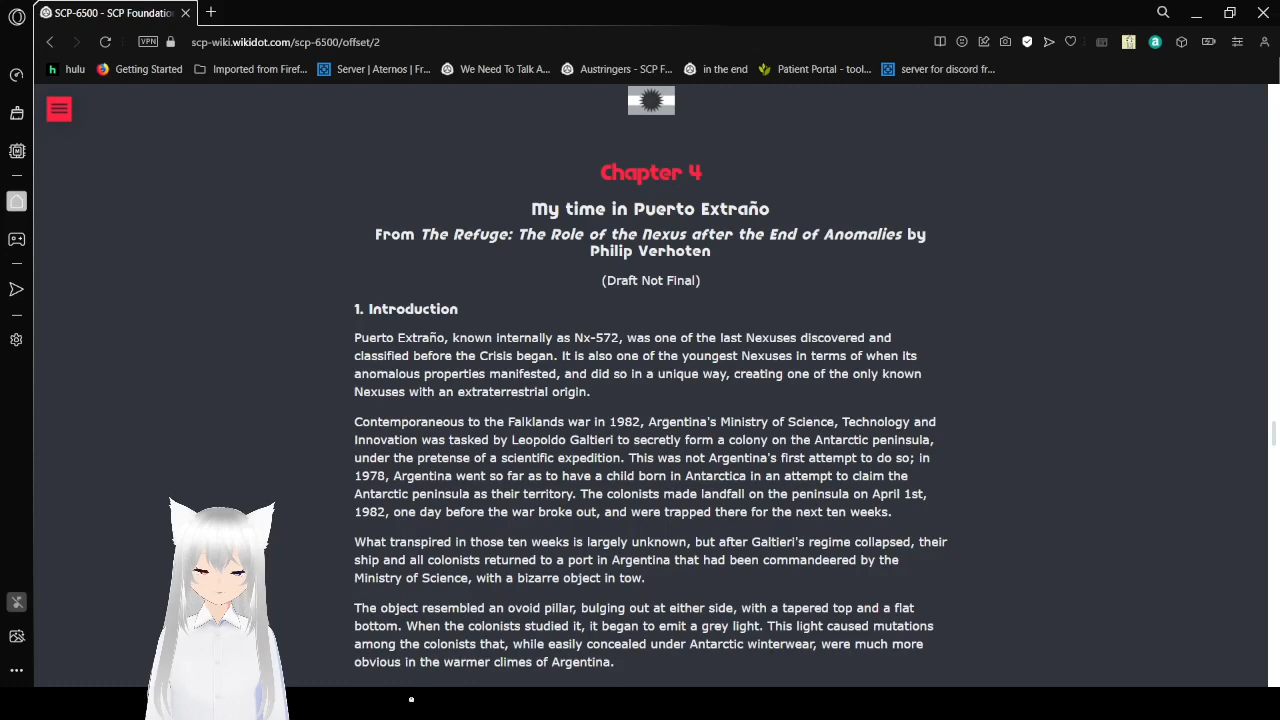 SCP-6500 - SCP Foundatio
scp-wiki.wikidot.com/scp-6500/offset/2
VPN
hulu
Getting Started
Imported from Firef...
Server | Aternos | Fr...
We Need To Talk A...
Austringers - SCP F...
in the end
Patient Portal - tool...
server for discord fr...
Chapter 4
My time in Puerto Extraño
From The Refuge: The Role of the Nexus after the End of Anomalies by
Philip Verhoten
(Draft Not Final)
1. Introduction
Puerto Extraño, known internally as Nx-572, was one of the last Nexuses discovered and
classified before the Crisis began. It is also one of the youngest Nexuses in terms of when its
anomalous properties manifested, and did so in a unique way, creating one of the only known
Nexuses with an extraterrestrial origin.
Contemporaneous to the Falklands war in 1982, Argentina's Ministry of Science, Technology and
Innovation was tasked by Leopoldo Galtieri to secretly form a colony on the Antarctic peninsula,
under the pretense of a scientific expedition. This was not Argentina's first attempt to do so; in
1978, Argentina went so far as to have a child born in Antarctica in an attempt to claim the
Antarctic peninsula as their territory. The colonists made landfall on the peninsula on April 1st,
1982, one day before the war broke out, and were trapped there for the next ten weeks.
What transpired in those ten weeks is largely unknown, but after Galtieri's regime collapsed, their
ship and all colonists returned to a port in Argentina that had been commandeered by the
Ministry of Science, with a bizarre object in tow.
The object resembled an ovoid pillar, bulging out at either side, with a tapered top and a flat
bottom. When the colonists studied it, it began to emit a grey light. This light caused mutations
among the colonists that, while easily concealed under Antarctic winterwear, were much more
obvious in the warmer climes of Argentina.